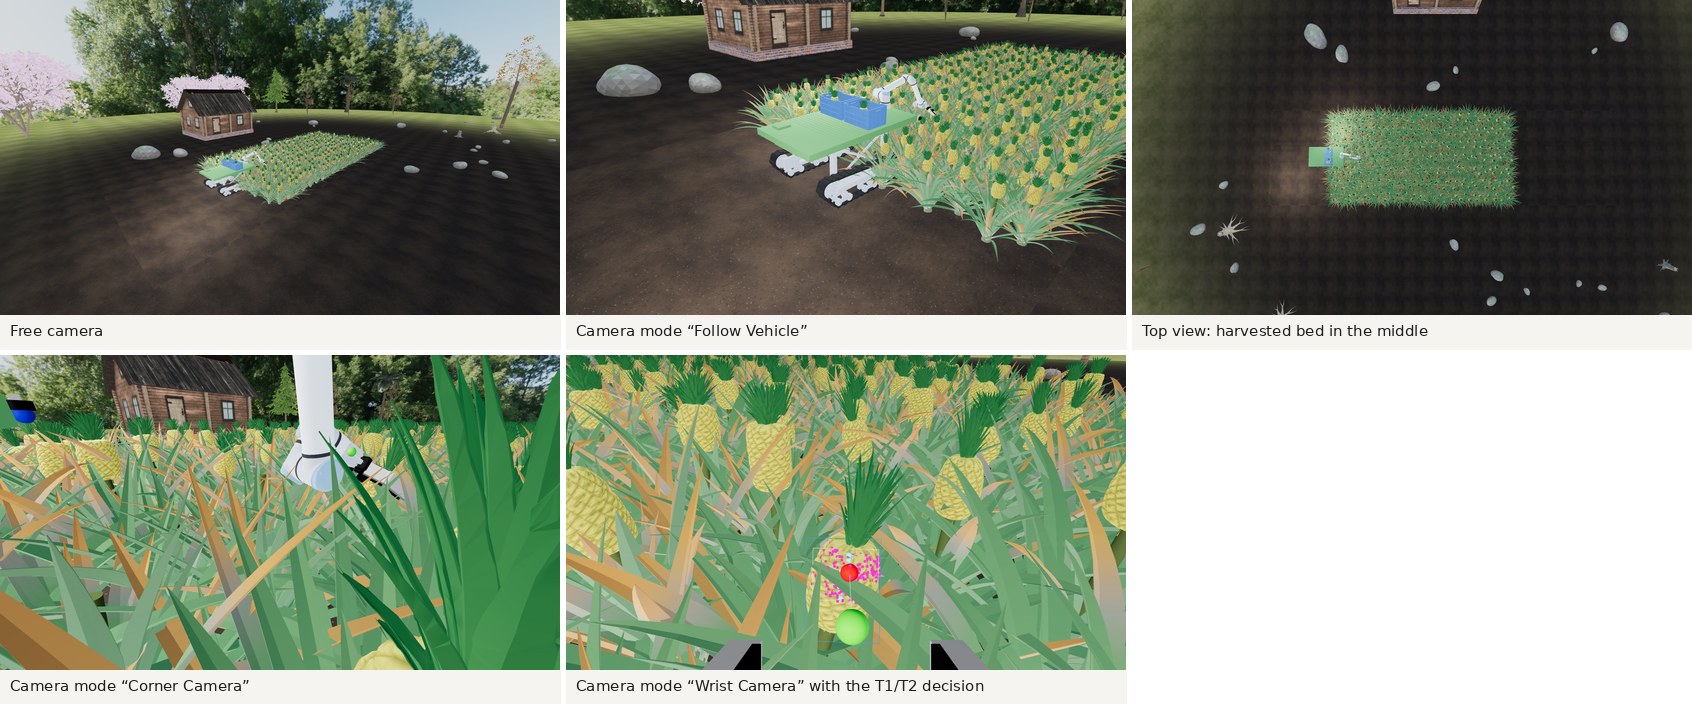 Free camera
Camera mode “Follow Vehicle”
Top view: harvested bed in the middle
Camera mode “Corner Camera”
Camera mode “Wrist Camera” with the T1/T2 decision